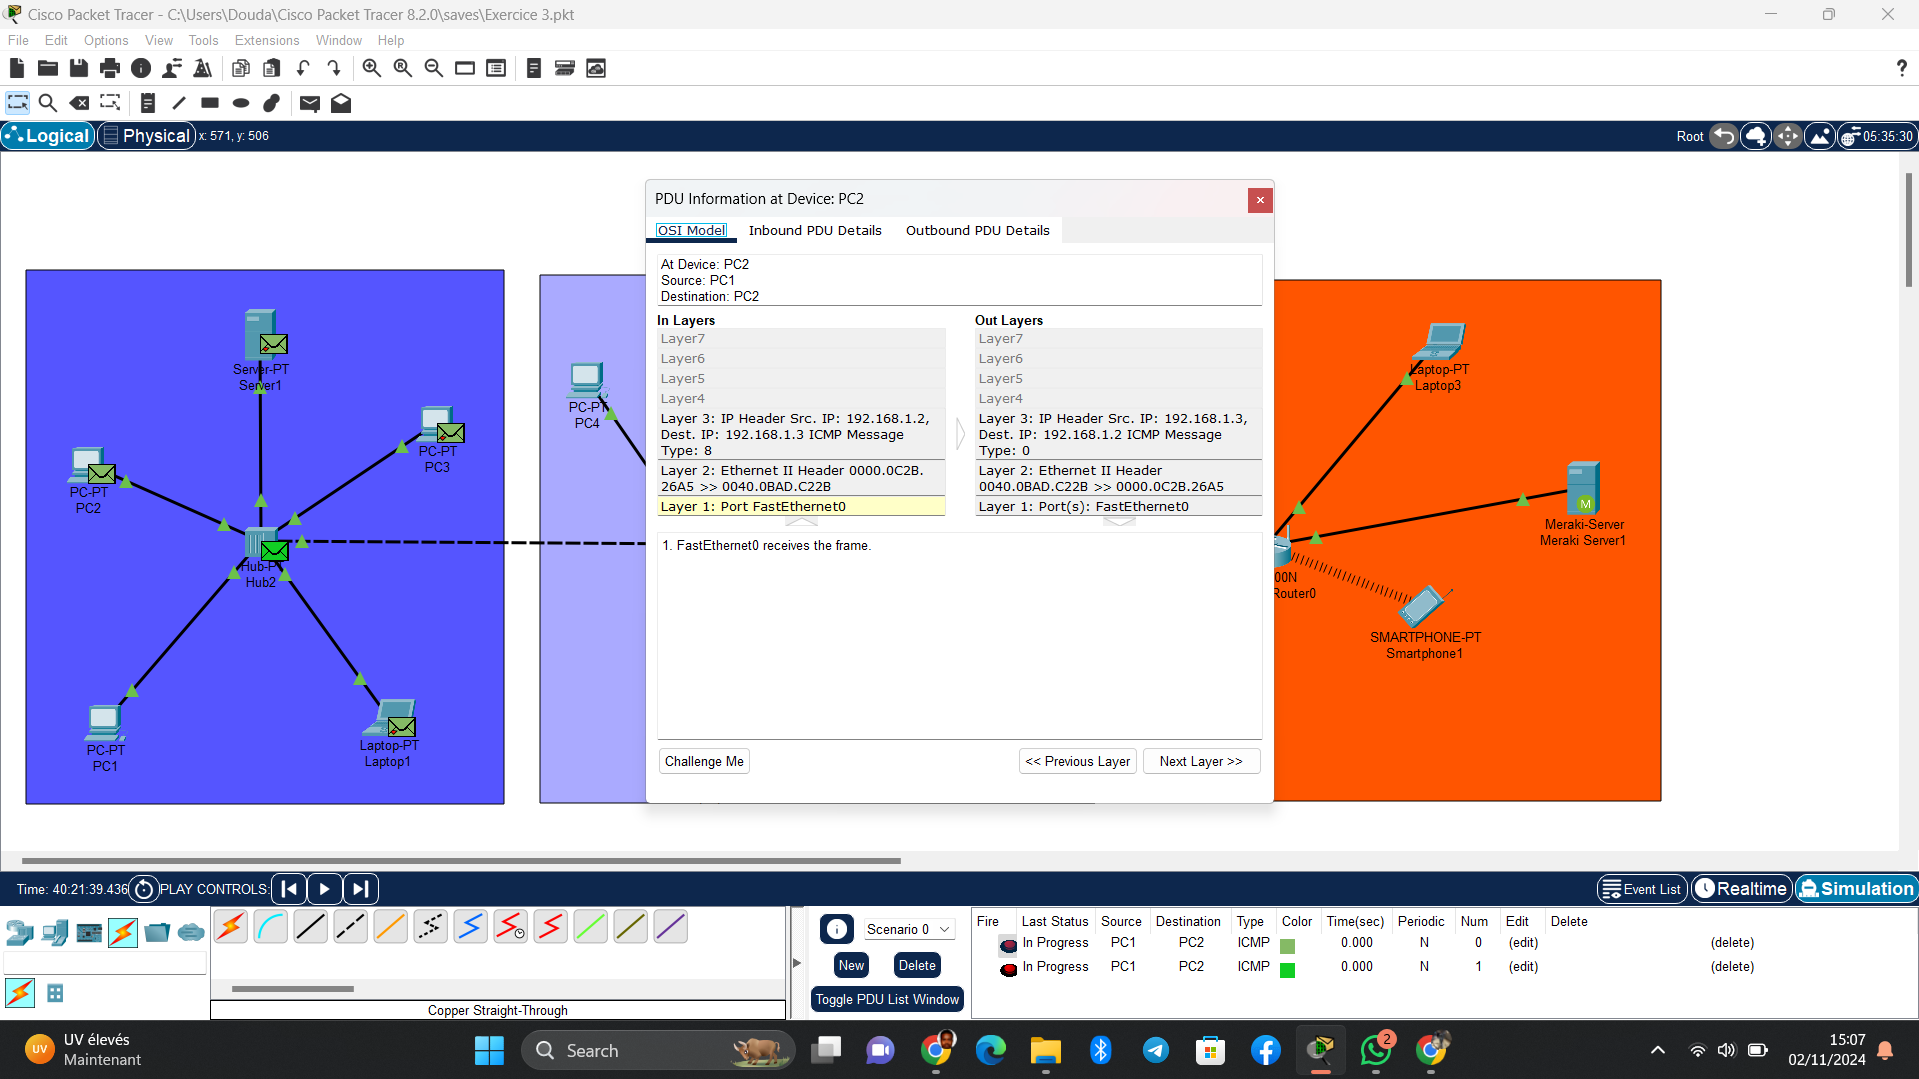 Cisco Packet Tracer - C:\Users\Douda\Cisco Packet Tracer 8.2.0\saves\Exercice 3.pkt
File Edit Options View Tools Extensions Window Help
?
Logical Physical x: 571, y: 506 Root 05:35:30
PDU Information at Device: PC2
OSI Model Inbound PDU Details Outbound PDU Details
At Device: PC2
Source: PC1
Destination: PC2
In Layers Out Layers
Layer7 Layer7
Layer6 Layer6
Layer5 Layer5
Layer4 Layer4
Layer 3: IP Header Src. IP: 192.168.1.2, Dest. IP: 192.168.1.3 ICMP Message Type: 8
Layer 3: IP Header Src. IP: 192.168.1.3, Dest. IP: 192.168.1.2 ICMP Message Type: 0
Layer 2: Ethernet II Header 0000.0C2B.26A5 >> 0040.0BAD.C22B
Layer 2: Ethernet II Header 0040.0BAD.C22B >> 0000.0C2B.26A5
Layer 1: Port FastEthernet0
Layer 1: Port(s): FastEthernet0
1. FastEthernet0 receives the frame.
Challenge Me << Previous Layer Next Layer >>
Server-PT
Server1
PC-PT
PC3
PC-PT
PC2
Hub-PT
Hub2
PC-PT
PC1
Laptop-PT
Laptop1
PC-PT
PC4
Laptop-PT
Laptop3
M
Meraki-Server
Meraki Server1
00N
Router0
SMARTPHONE-PT
Smartphone1
Time: 40:21:39.436 PLAY CONTROLS: Event List Realtime Simulation
Copper Straight-Through
Scenario 0
New Delete
Toggle PDU List Window
Fire Last Status Source Destination Type Color Time(sec) Periodic Num Edit Delete
In Progress PC1 PC2 ICMP 0.000 N 0 (edit) (delete)
In Progress PC1 PC2 ICMP 0.000 N 1 (edit) (delete)
UV
UV élevés
Maintenant
Search
2
15:07
02/11/2024